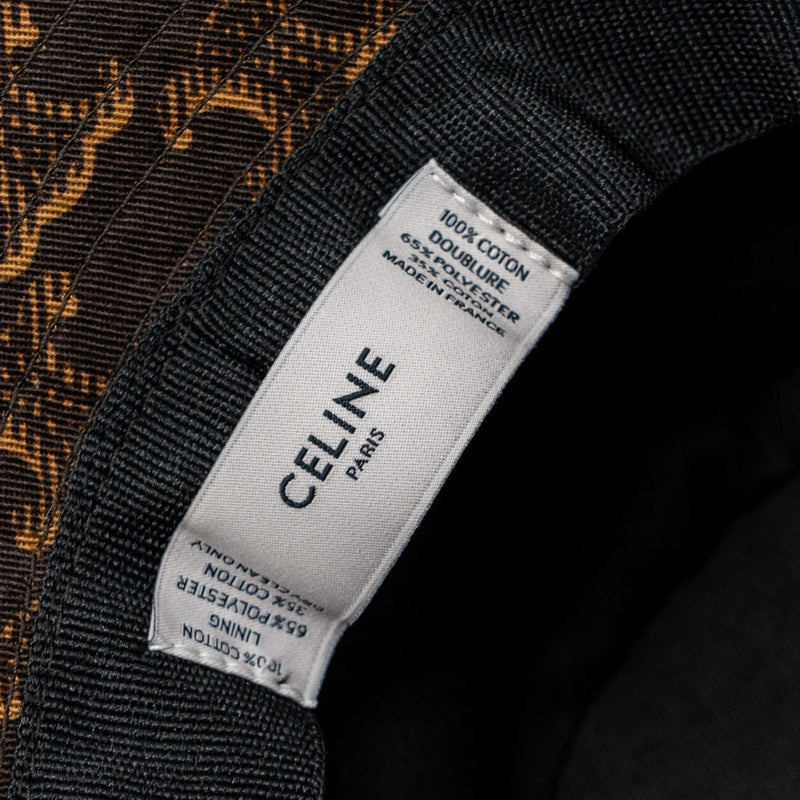 100% COTON
DOUBLURE
65% POLYESTER
35% COTON
MADE IN FRANCE
CELINE
PARIS
100% COTTON
LINING
65% POLYESTER
35% COTTON
DRY CLEAN ONLY